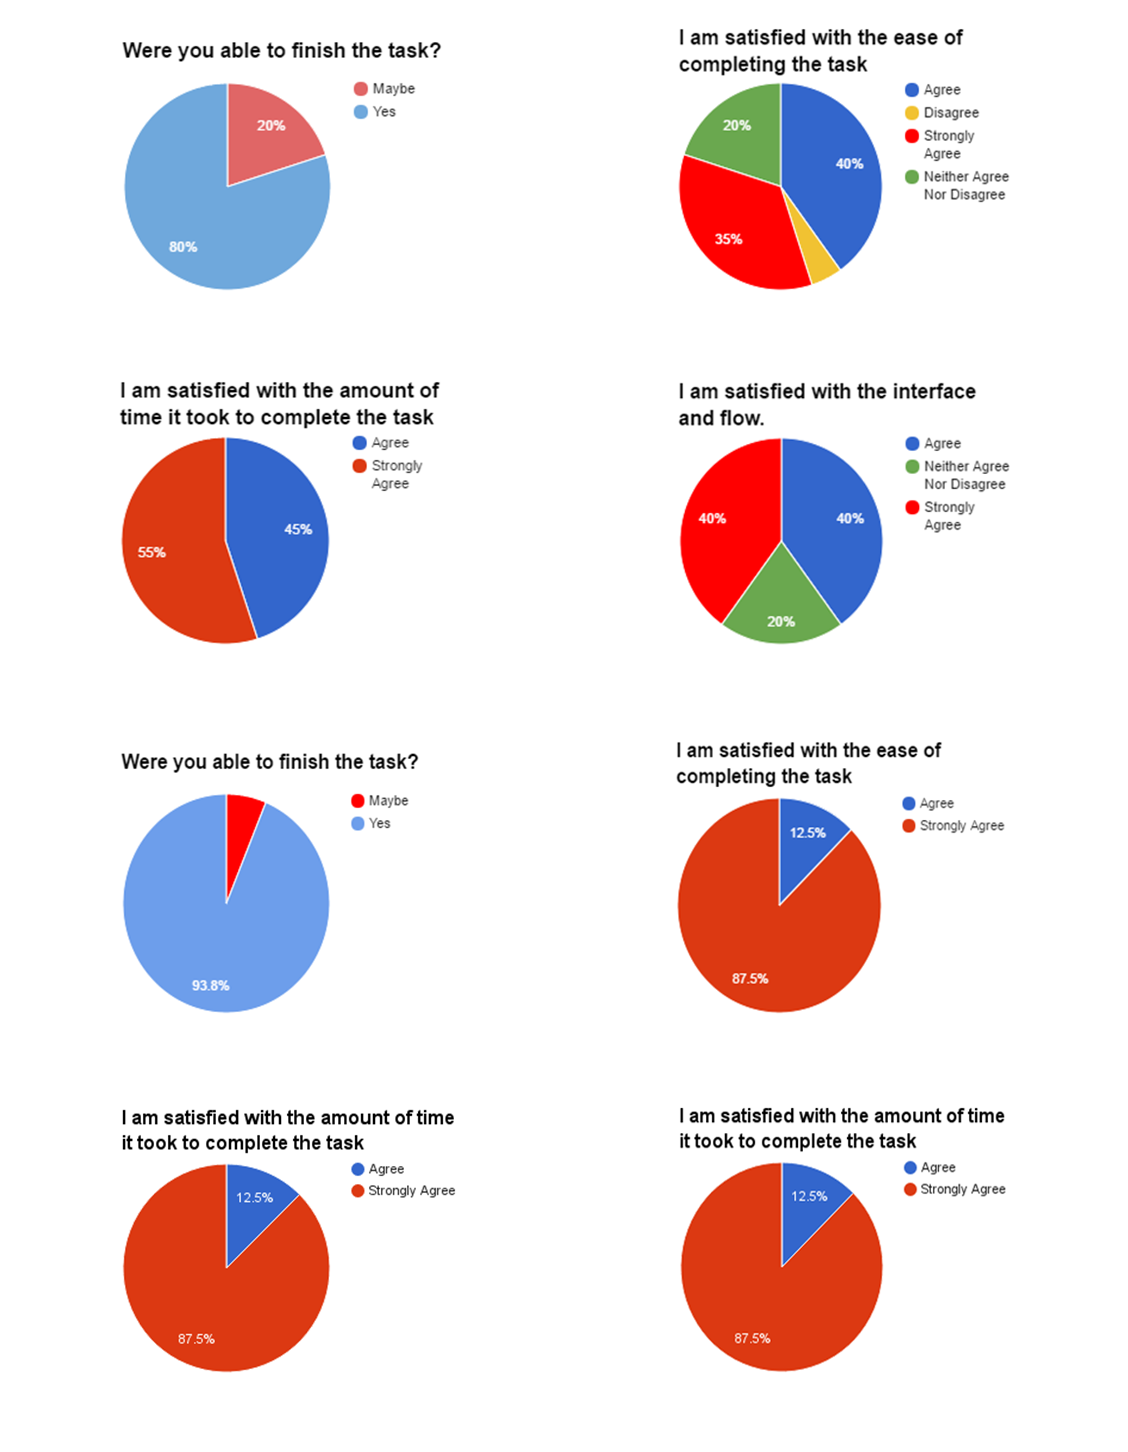 Were you able to finish the task?
Maybe
Yes
20%
80%
I am satisfied with the ease of
completing the task
Agree
Disagree
Strongly
Agree
Neither Agree
Nor Disagree
20%
40%
35%
I am satisfied with the amount of
time it took to complete the task
Agree
Strongly
Agree
45%
55%
I am satisfied with the interface
and flow.
Agree
Neither Agree
Nor Disagree
Strongly
Agree
40%
40%
20%
Were you able to finish the task?
Maybe
Yes
93.8%
I am satisfied with the ease of
completing the task
Agree
Strongly Agree
12.5%
87.5%
I am satisfied with the amount of time
it took to complete the task
Agree
Strongly Agree
12.5%
87.5%
I am satisfied with the amount of time
it took to complete the task
Agree
Strongly Agree
12.5%
87.5%